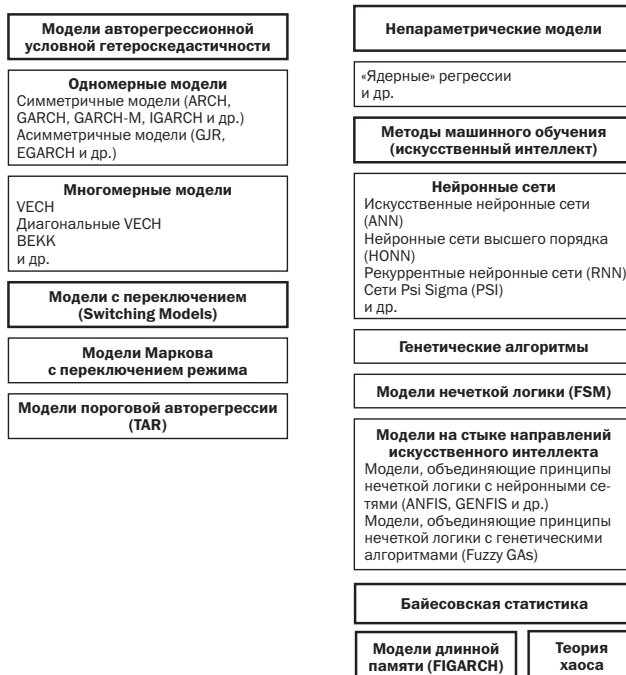 Модели авторегрессионной
условной гетероскедастичности
Одномерные модели
Симметричные модели (ARCH,
GARCH, GARCH-M, IGARCH и др.)
Асимметричные модели (GJR,
EGARCH и др.)
Многомерные модели
VECH
Диагональные VECH
BEKK
и др.
Модели с переключением
(Switching Models)
Модели Маркова
с переключением режима
Модели пороговой авторегрессии
(TAR)
Непараметрические модели
«Ядерные» регрессии
и др.
Методы машинного обучения
(искусственный интеллект)
Нейронные сети
Искусственные нейронные сети
(ANN)
Нейронные сети высшего порядка
(HONN)
Рекуррентные нейронные сети (RNN)
Сети Psi Sigma (PSI)
и др.
Генетические алгоритмы
Модели нечеткой логики (FSM)
Модели на стыке направлений
искусственного интеллекта
Модели, объединяющие принципы
нечеткой логики с нейронными се-
тями (ANFIS, GENFIS и др.)
Модели, объединяющие принципы
нечеткой логики с генетическими
алгоритмами (Fuzzy GAs)
Байесовская статистика
Модели длинной
памяти (FIGARCH)
Теория
хаоса